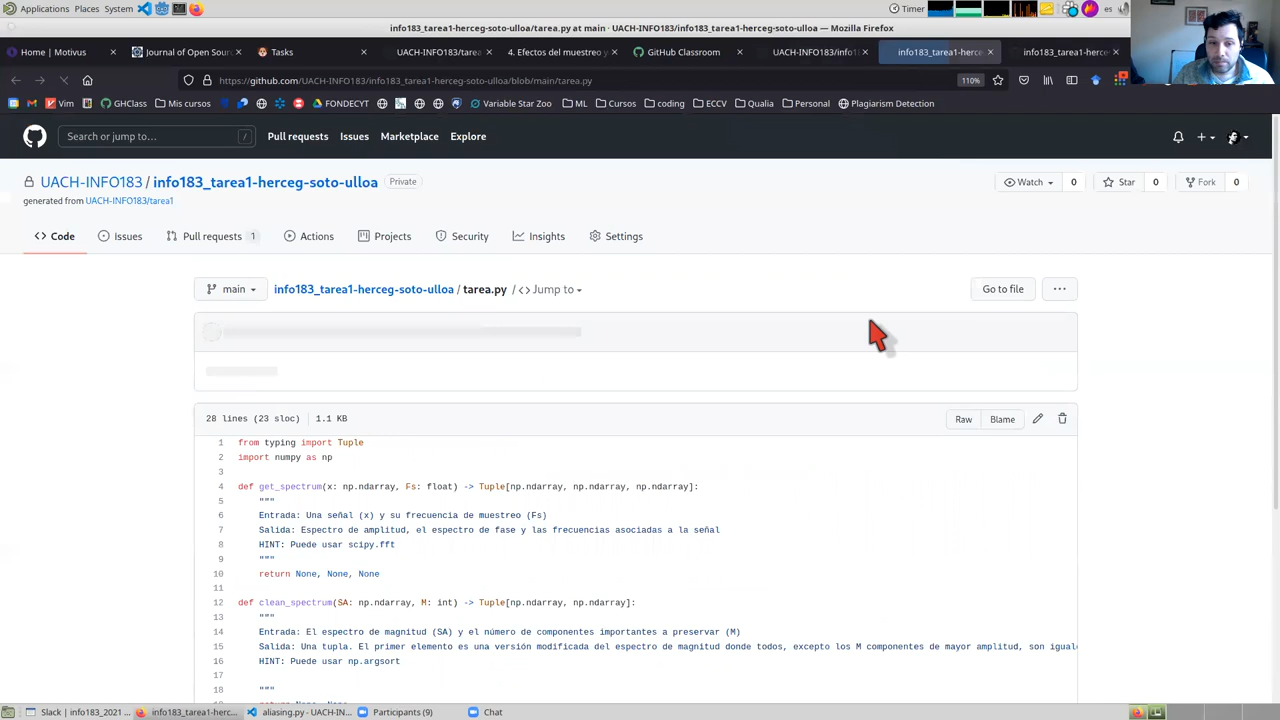 Applications Places System Timer es
info183_tarea1-herceg-soto-ulloa/tarea.py at main · UACH-INFO183/info183_tarea1-herceg-soto-ulloa — Mozilla Firefox
Home | Motivus Journal of Open Sour Tasks UACH-INFO183/tarea Teorema del muestreo y GitHub Classroom UACH-INFO183/info info183_tarea1-herce info183_tarea1-herce
https://github.com/UACH-INFO183/info183_tarea1-herceg-soto-ulloa/blob/main/tarea.py 110%
Vim GHClass Mis cursos FONDECYT Variable Star Zoo ML Cursos coding ECCV Qualia Personal Plagiarism Detection
Search or jump to… / Pull requests Issues Marketplace Explore
UACH-INFO183 / info183_tarea1-herceg-soto-ulloa Private Watch 0 Star 0 Fork 0
generated from UACH-INFO183/tarea1
Code Issues Pull requests 1 Actions Projects Security Insights Settings
main info183_tarea1-herceg-soto-ulloa / tarea.py / <> Jump to Go to file ...
28 lines (23 sloc) 1.1 KB Raw Blame
1 from typing import Tuple
2 import numpy as np
3
4 def get_spectrum(x: np.ndarray, Fs: float) -> Tuple[np.ndarray, np.ndarray, np.ndarray]:
5 """
6 Entrada: Una señal (x) y su frecuencia de muestreo (Fs)
7 Salida: Espectro de amplitud, el espectro de fase y las frecuencias asociadas a la señal
8 HINT: Puede usar scipy.fft
9 """
10 return None, None, None
11
12 def clean_spectrum(SA: np.ndarray, M: int) -> Tuple[np.ndarray, np.ndarray]:
13 """
14 Entrada: El espectro de magnitud (SA) y el número de componentes importantes a preservar (M)
15 Salida: Una tupla. El primer elemento es una versión modificada del espectro de magnitud donde todos, excepto los M componentes de mayor amplitud, son igual
16 HINT: Puede usar np.argsort
17
18 """
Slack | info183_2021 ... info183_tarea1-herc... aliasing.py - UACH-IN... Participants (9) Chat